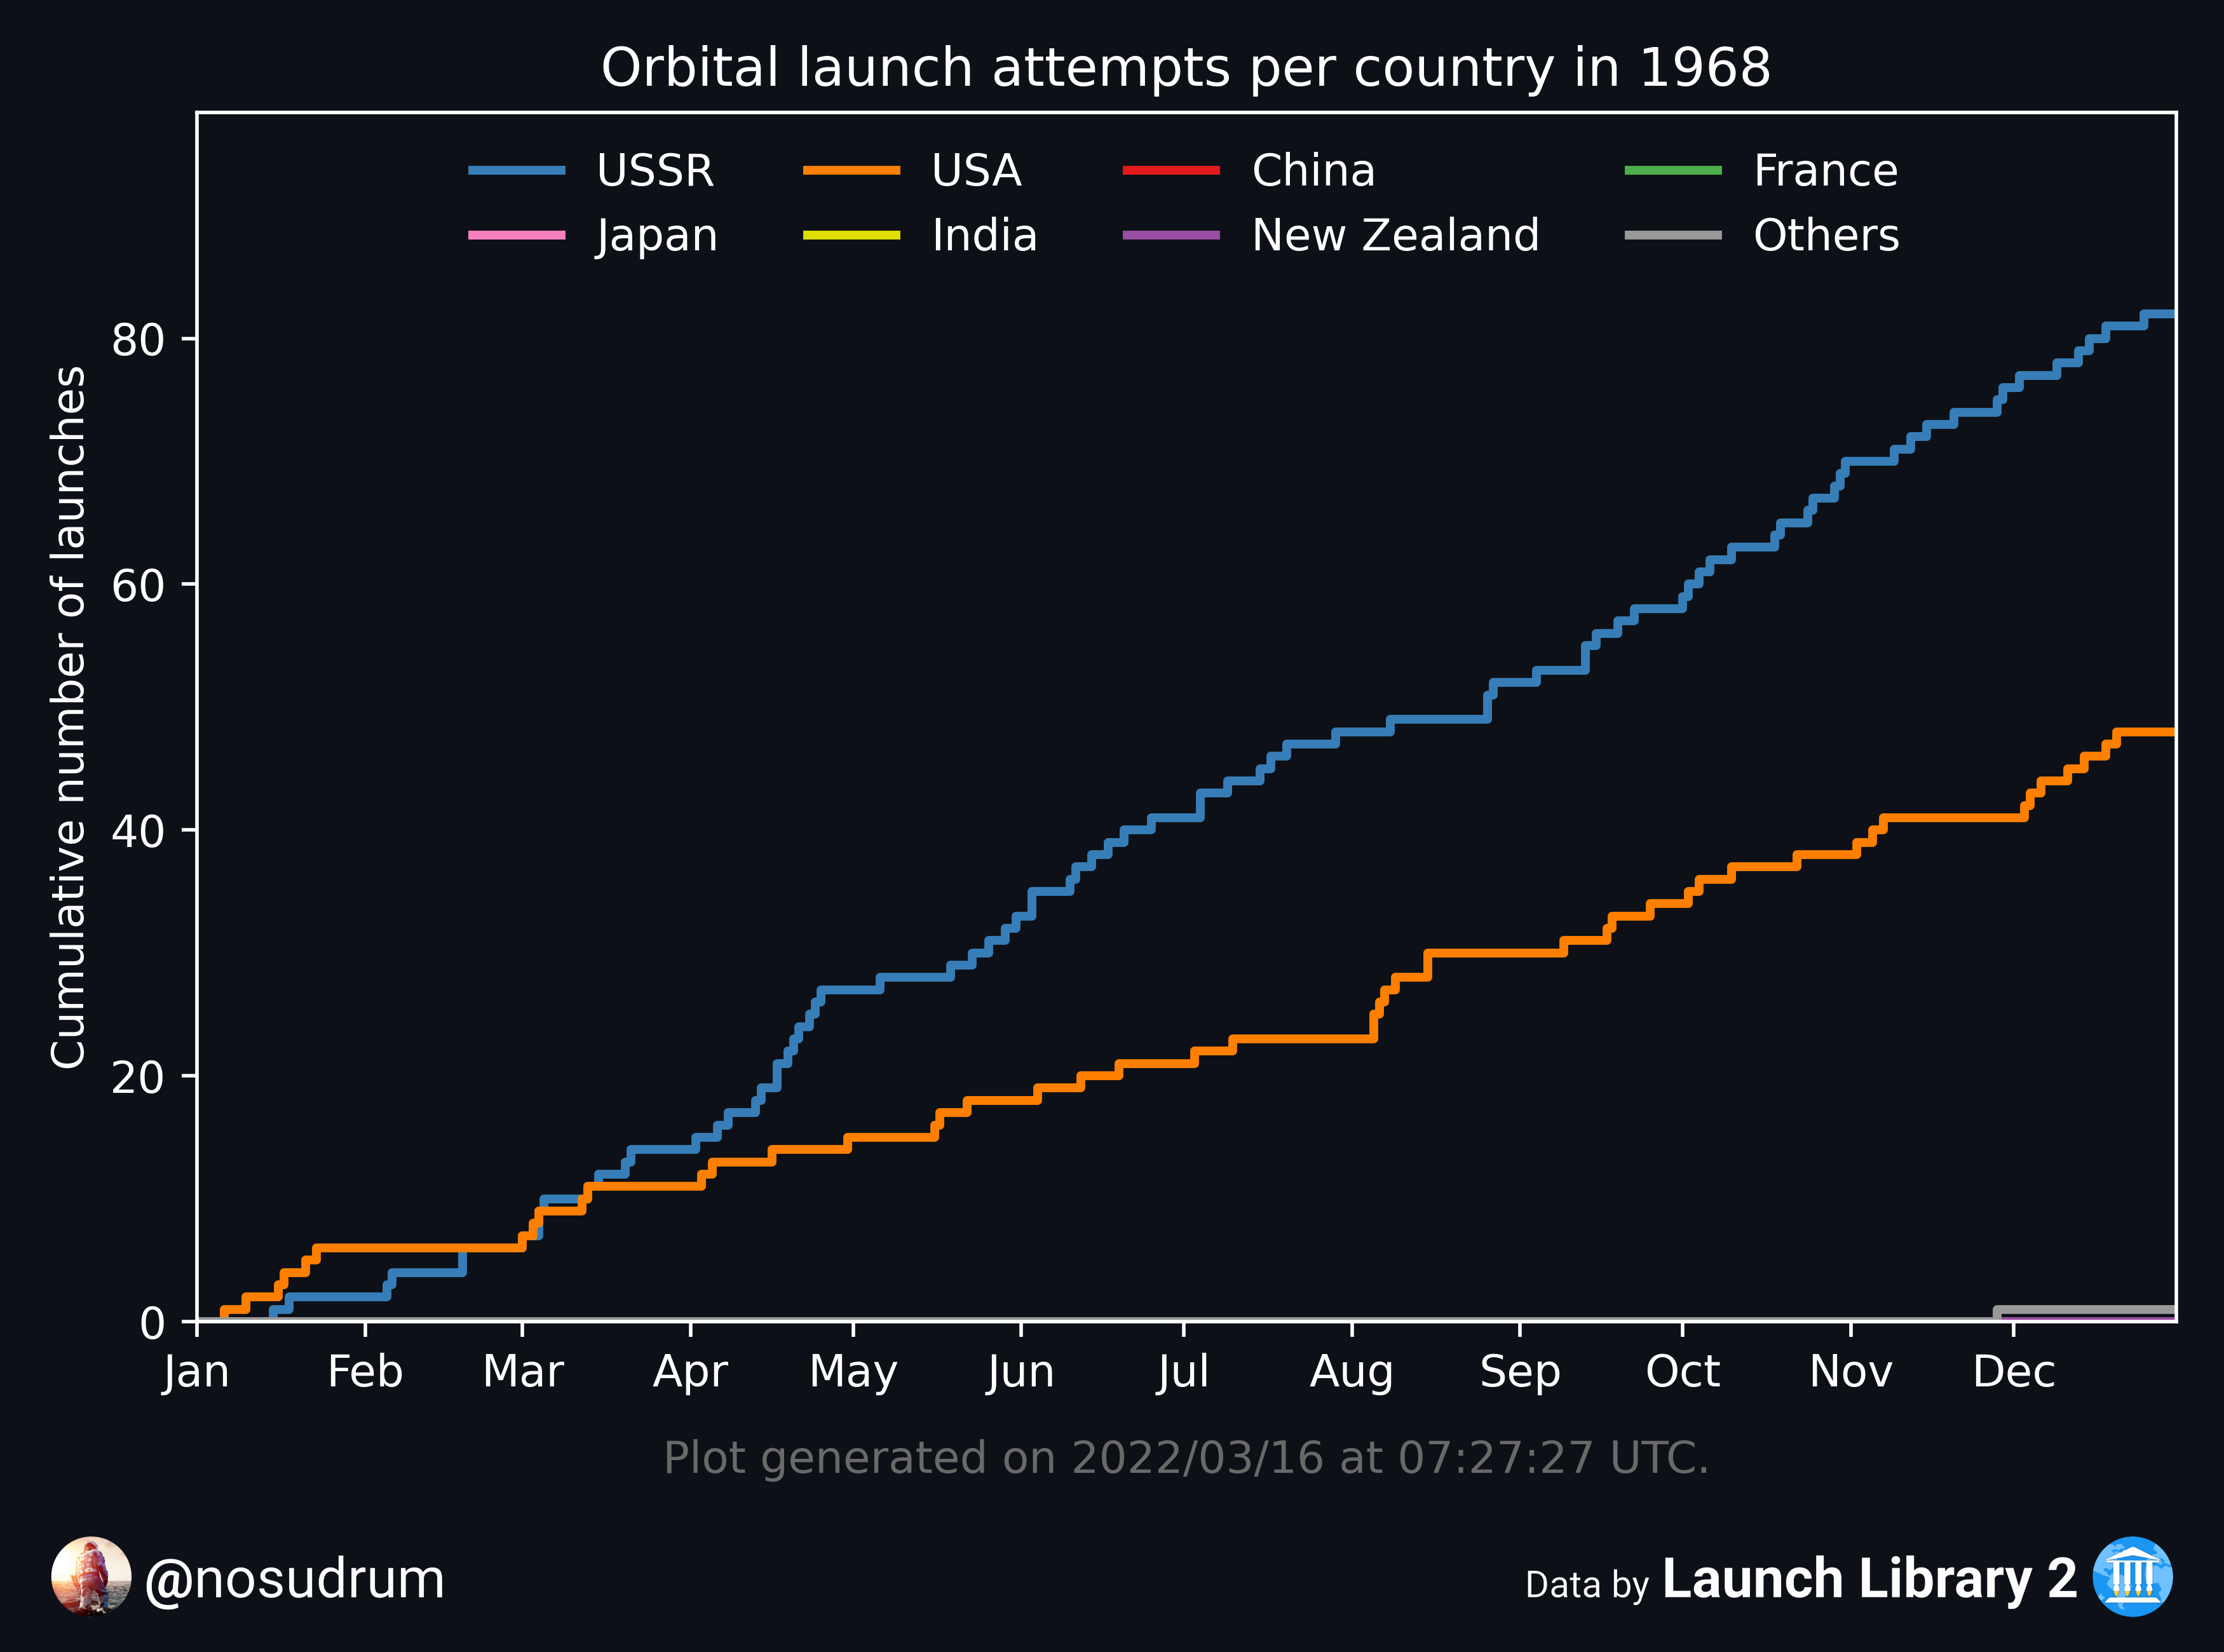 Orbital launch attempts per country in 1968
USSR USA China France
Japan India New Zealand Others
Cumulative number of launches
80
60
40
20
0
Jan Feb Mar Apr May Jun Jul Aug Sep Oct Nov Dec
Plot generated on 2022/03/16 at 07:27:27 UTC.
@nosudrum
Data by Launch Library 2